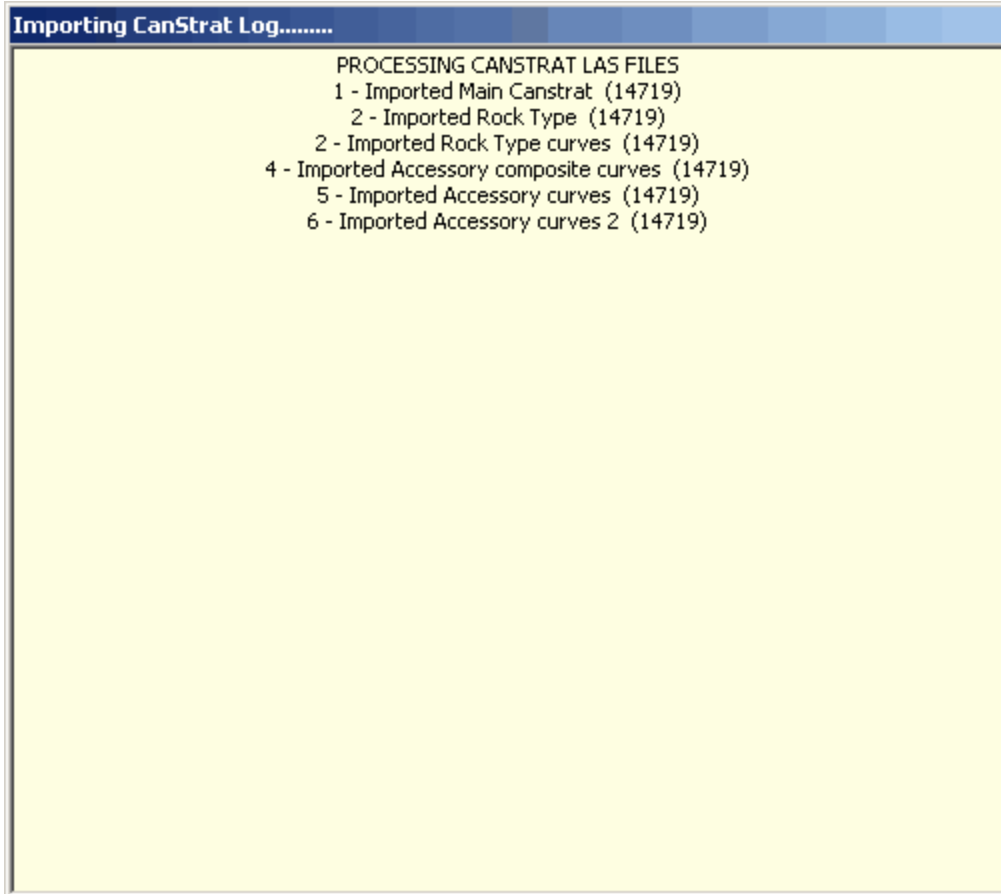 Importing CanStrat Log.........
PROCESSING CANSTRAT LAS FILES
1 - Imported Main Canstrat (14719)
2 - Imported Rock Type (14719)
2 - Imported Rock Type curves (14719)
4 - Imported Accessory composite curves (14719)
5 - Imported Accessory curves (14719)
6 - Imported Accessory curves 2 (14719)